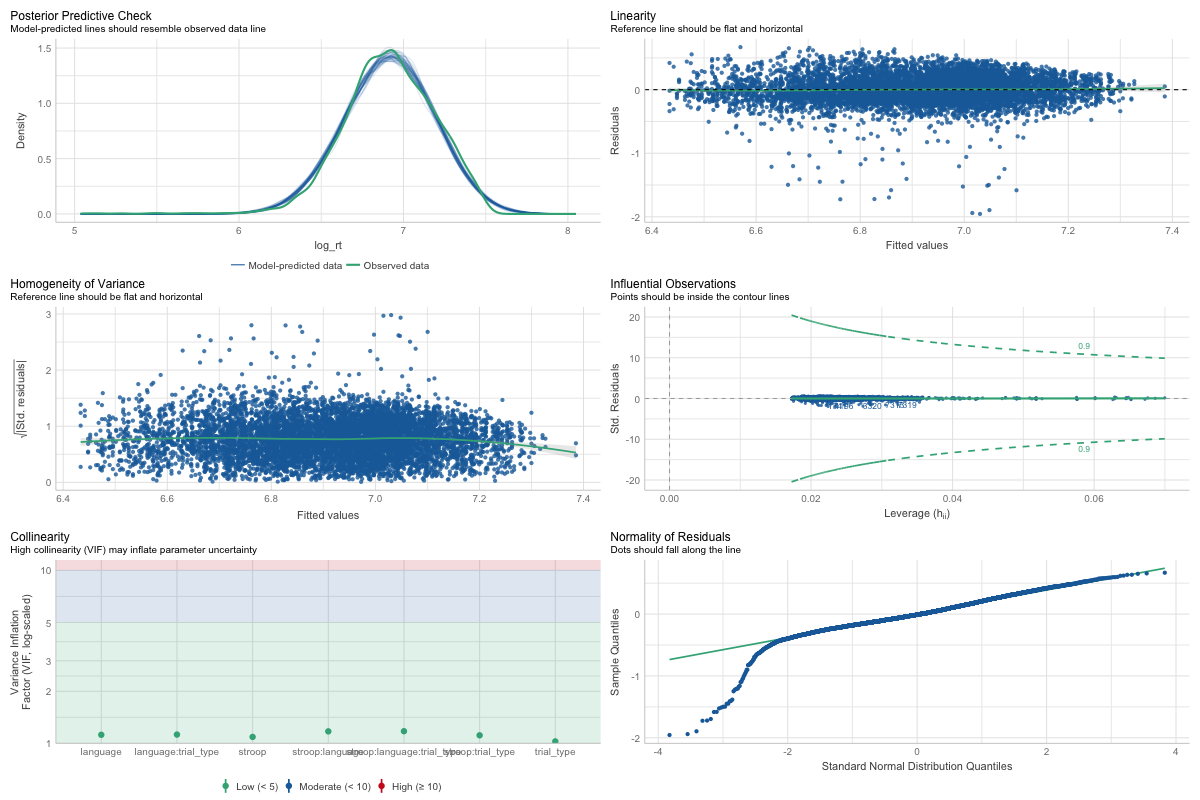 Posterior Predictive Check
Model-predicted lines should resemble observed data line
1.5
1.0
0.5
0.0
Density
5
6
7
8
log_rt
Model-predicted data
Observed data
Linearity
Reference line should be flat and horizontal
0
-1
-2
Residuals
6.4
6.6
6.8
7.0
7.2
7.4
Fitted values
Homogeneity of Variance
Reference line should be flat and horizontal
3
2
1
0
√|Std. residuals|
6.4
6.6
6.8
7.0
7.2
7.4
Fitted values
Influential Observations
Points should be inside the contour lines
20
10
0
-10
-20
Std. Residuals
0.9
0.9
0.00
0.02
0.04
0.06
Leverage (hii)
Collinearity
High collinearity (VIF) may inflate parameter uncertainty
10
5
3
2
1
Variance Inflation
Factor (VIF, log-scaled)
language
language:trial_type
stroop
stroop:language
stroop:language:trial_type
stroop:trial_type
trial_type
Low (< 5)
Moderate (< 10)
High (≥ 10)
Normality of Residuals
Dots should fall along the line
0
-1
-2
Sample Quantiles
-4
-2
0
2
4
Standard Normal Distribution Quantiles